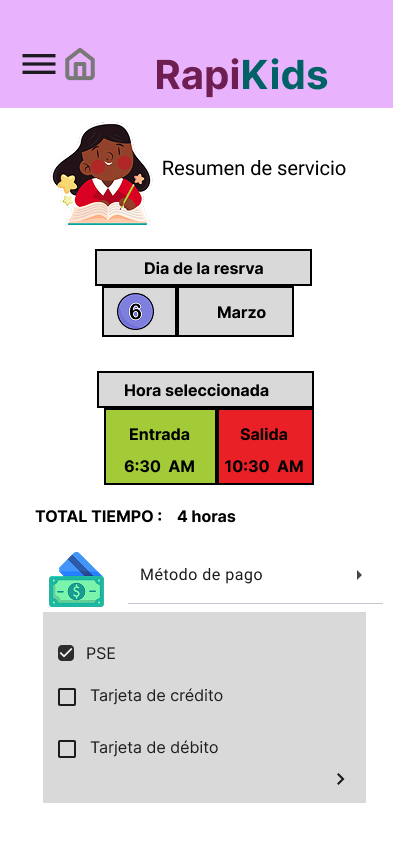 RapiKids
Resumen de servicio
Dia de la resrva
6 Marzo
Hora seleccionada
Entrada Salida
6:30 AM 10:30 AM
TOTAL TIEMPO : 4 horas
Método de pago
PSE
Tarjeta de crédito
Tarjeta de débito